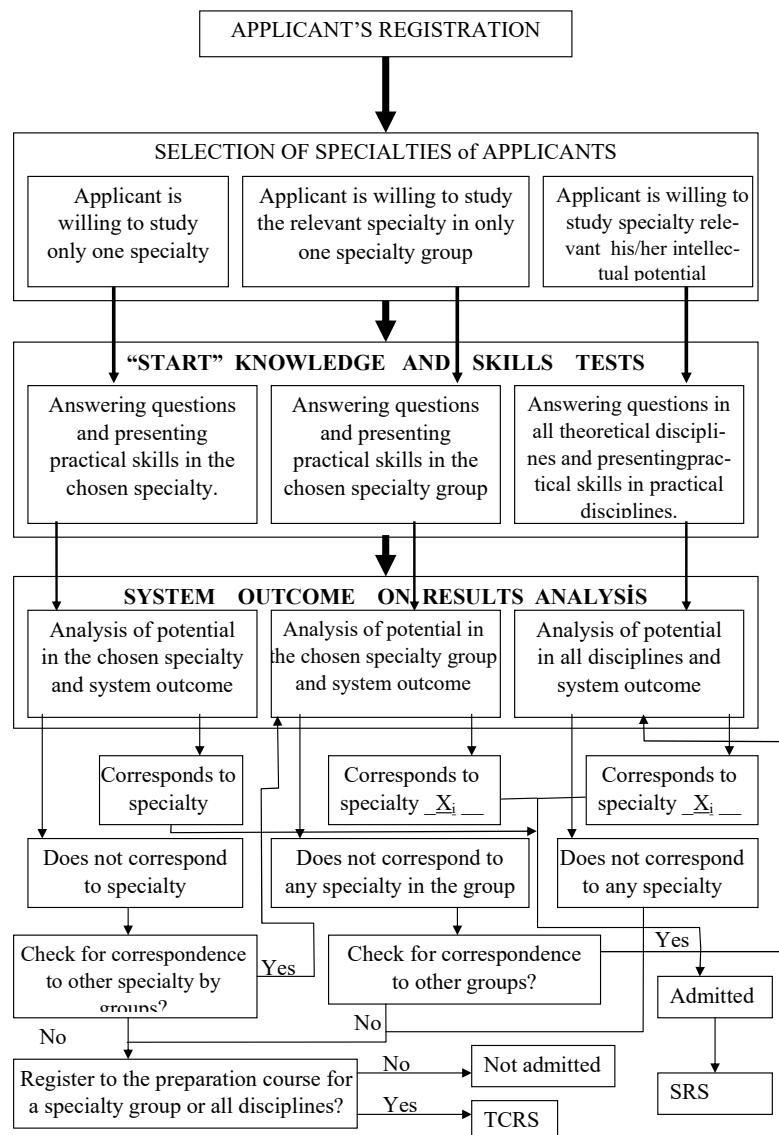 APPLICANT'S REGISTRATION
SELECTION OF SPECIALTIES of APPLICANTS
Applicant is
willing to study
only one specialty
Applicant is willing to study
the relevant specialty in only
one specialty group
Applicant is willing to
study specialty rele-
vant his/her intellec-
tual potential
“START” KNOWLEDGE AND SKILLS TESTS
Answering questions
and presenting
practical skills in the
chosen specialty.
Answering questions
and presenting
practical skills in the
chosen specialty group
Answering questions in
all theoretical discipli-
nes and presentingprac-
tical skills in practical
disciplines.
SYSTEM OUTCOME ON RESULTS ANALYSİS
Analysis of potential
in the chosen specialty
and system outcome
Analysis of potential in
the chosen specialty group
and system outcome
Analysis of potential
in all disciplines and
system outcome
Corresponds to
specialty
Corresponds to
specialty _Xi __
Corresponds to
specialty _Xi __
Does not correspond
to specialty
Does not correspond to
any specialty in the group
Does not correspond
to any specialty
Check for correspondence
to other specialty by
groups?
Yes
Check for correspondence
to other groups?
Yes
Admitted
No
No
Register to the preparation course for
a specialty group or all disciplines?
No
Not admitted
Yes
TCRS
SRS